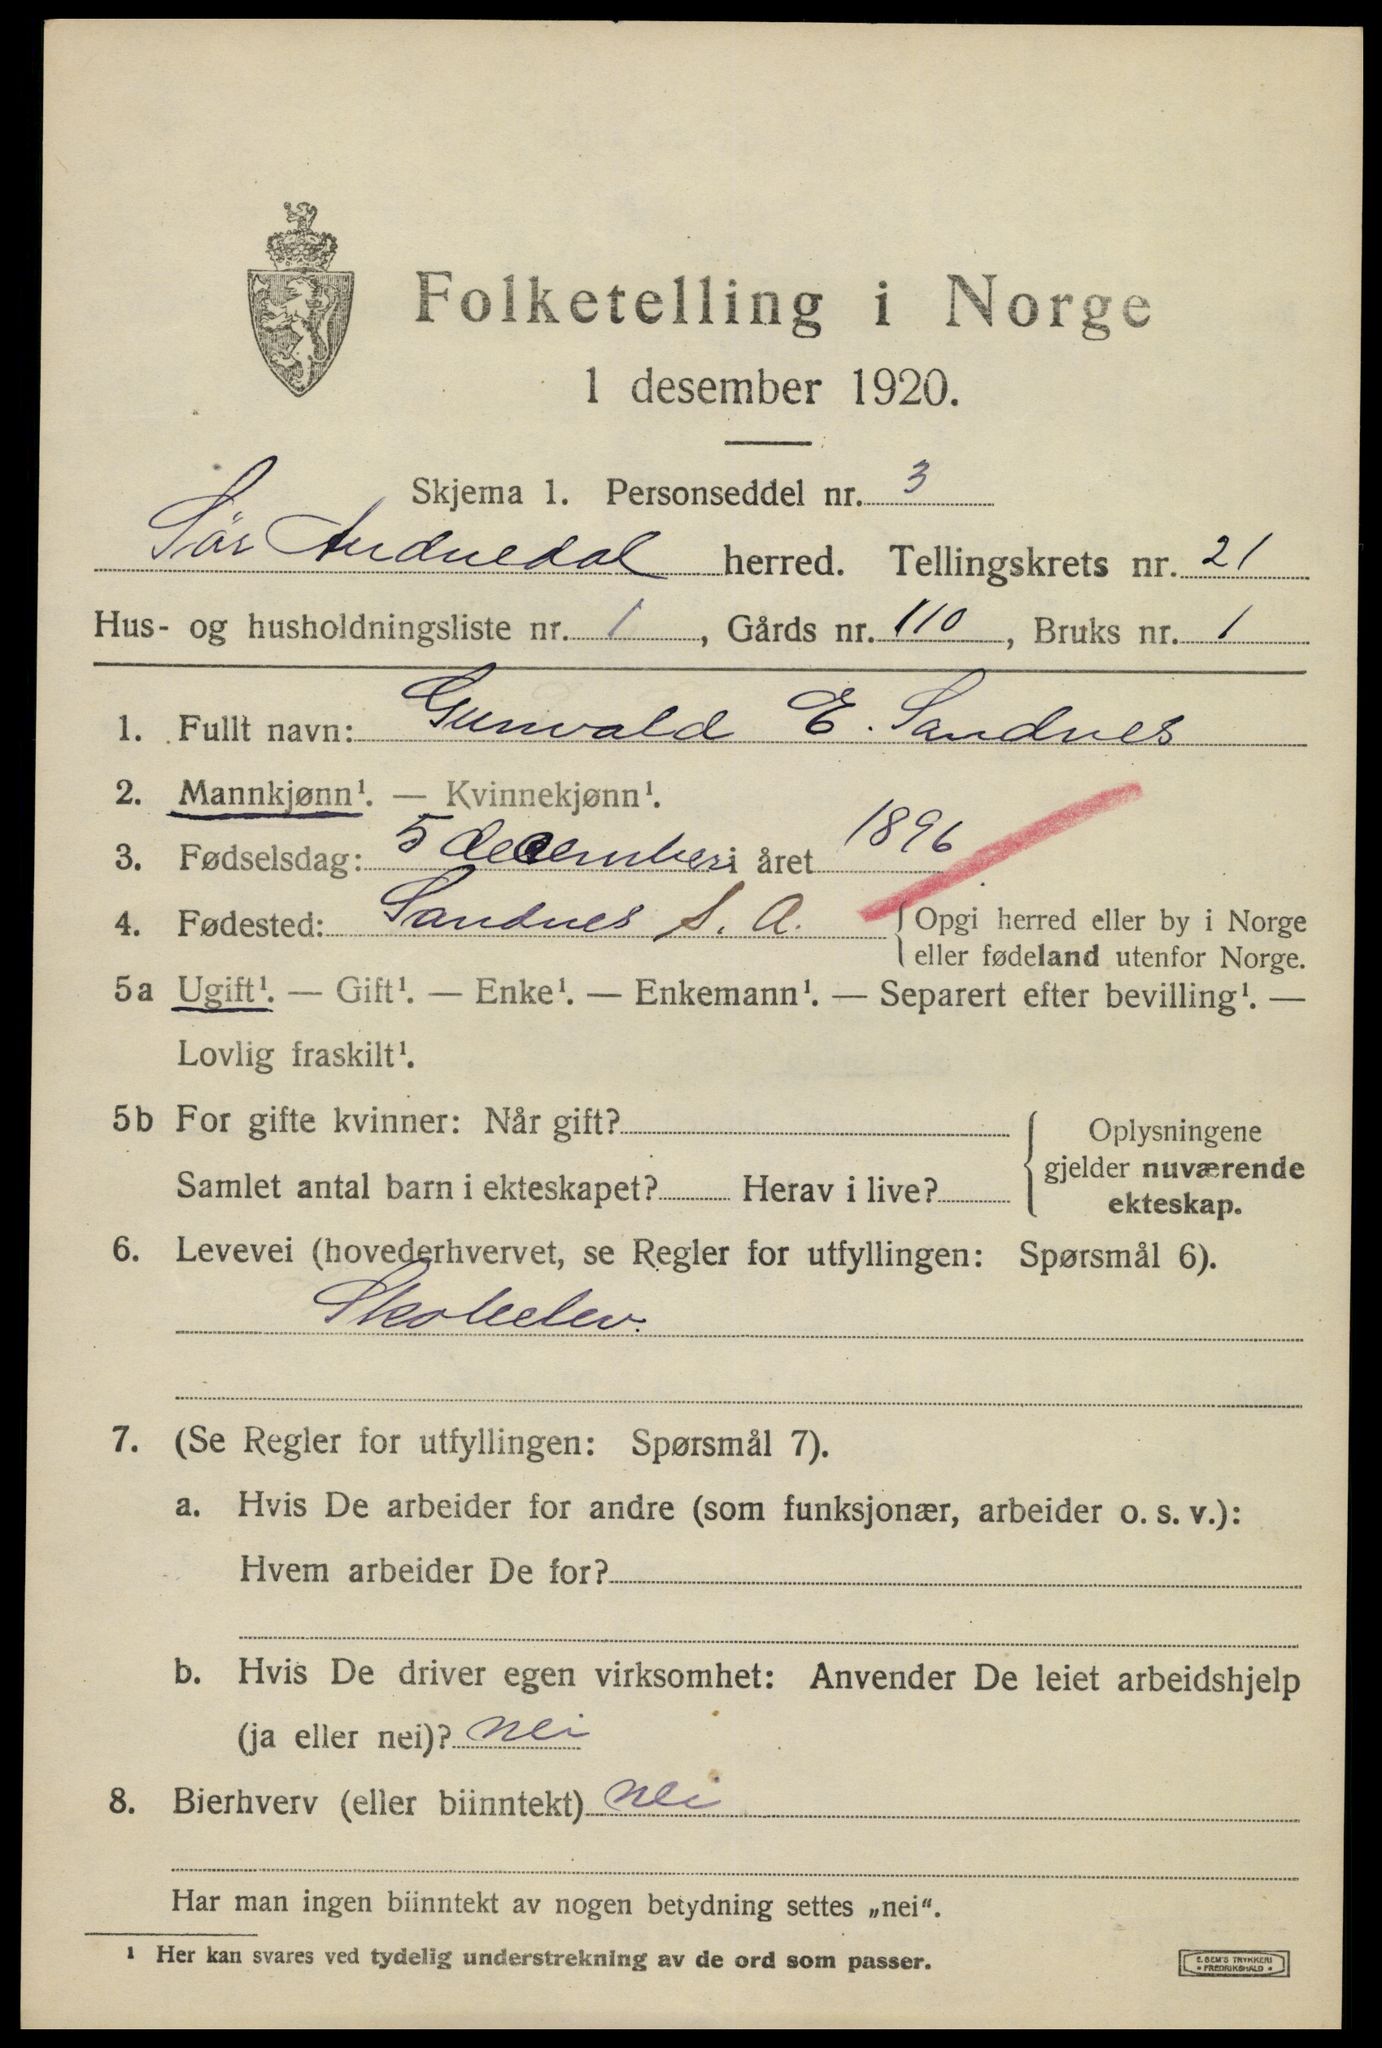 Folketelling i Norge
1 desember 1920.
Skjema 1. Personseddel nr. 3
Sör Audnedal herred. Tellingskrets nr. 21
Hus- og husholdningsliste nr. 1, Gårds nr. 110, Bruks nr. 1
1. Fullt navn: Gunvald E. Sandnes
2. Mannkjønn¹. — Kvinnekjønn¹.
3. Fødselsdag: 5 december i året 1896
4. Fødested: Sandnes S. A. { Opgi herred eller by i Norge
eller fødeland utenfor Norge.
5a Ugift¹. — Gift¹. — Enke¹. — Enkemann¹. — Separert efter bevilling¹. —
Lovlig fraskilt¹.
5b For gifte kvinner: Når gift? { Oplysningene
gjelder nuværende
ekteskap.
Samlet antal barn i ekteskapet? Herav i live?
6. Levevei (hovederhvervet, se Regler for utfyllingen: Spørsmål 6).
Skoleelev.
7. (Se Regler for utfyllingen: Spørsmål 7).
a. Hvis De arbeider for andre (som funksjonær, arbeider o. s. v.):
Hvem arbeider De for?
b. Hvis De driver egen virksomhet: Anvender De leiet arbeidshjelp
(ja eller nei)? nei
8. Bierhverv (eller biinntekt) nei
Har man ingen biinntekt av nogen betydning settes „nei“.
¹ Her kan svares ved tydelig understrekning av de ord som passer.
E. SEM'S TRYKKERI
• FREDRIKSHALD •